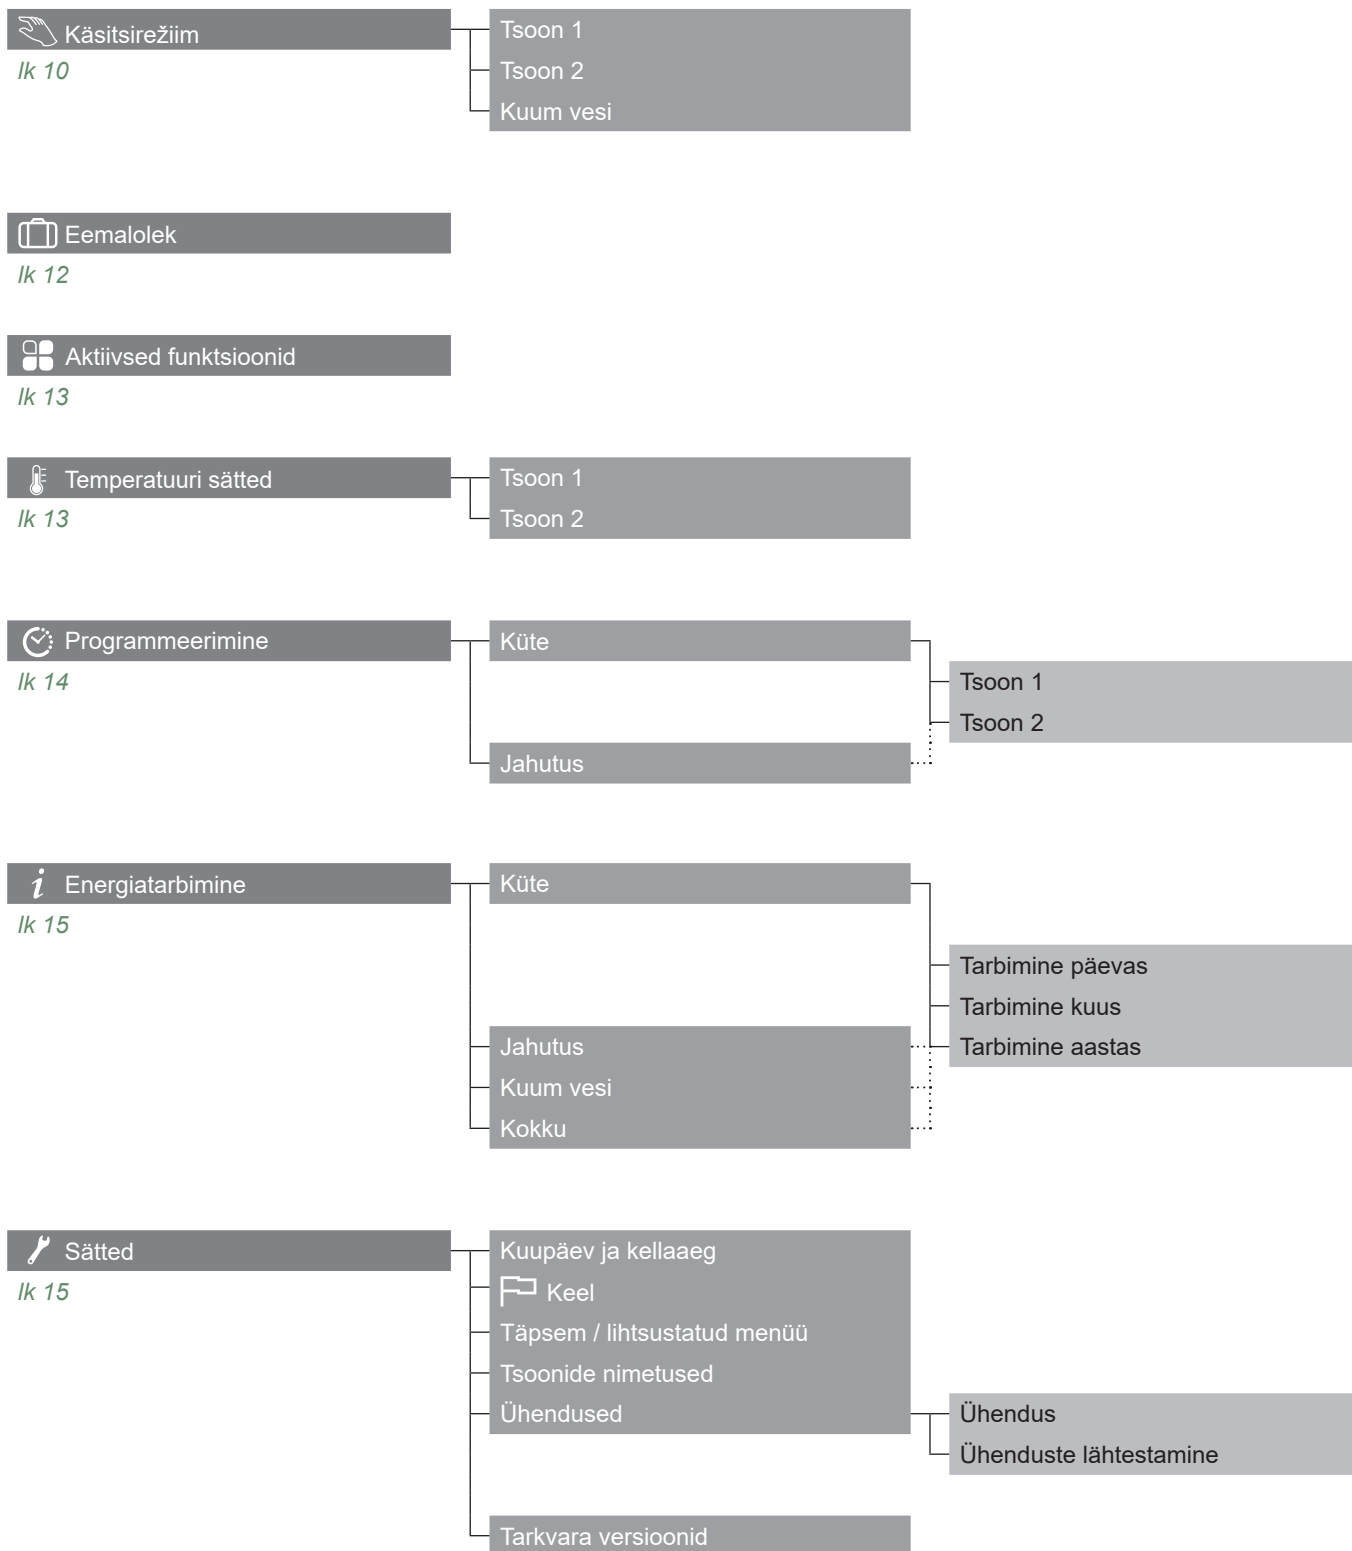 Käsitsirežiim
lk 10
Tsoon 1
Tsoon 2
Kuum vesi
Eemalolek
lk 12
Aktiivsed funktsioonid
lk 13
Temperatuuri sätted
lk 13
Tsoon 1
Tsoon 2
Programmeerimine
lk 14
Küte
Tsoon 1
Tsoon 2
Jahutus
Energiatarbimine
lk 15
Küte
Tarbimine päevas
Tarbimine kuus
Tarbimine aastas
Jahutus
Kuum vesi
Kokku
Sätted
lk 15
Kuupäev ja kellaaeg
Keel
Täpsem / lihtsustatud menüü
Tsoonide nimetused
Ühendused
Ühendus
Ühenduste lähtestamine
Tarkvara versioonid